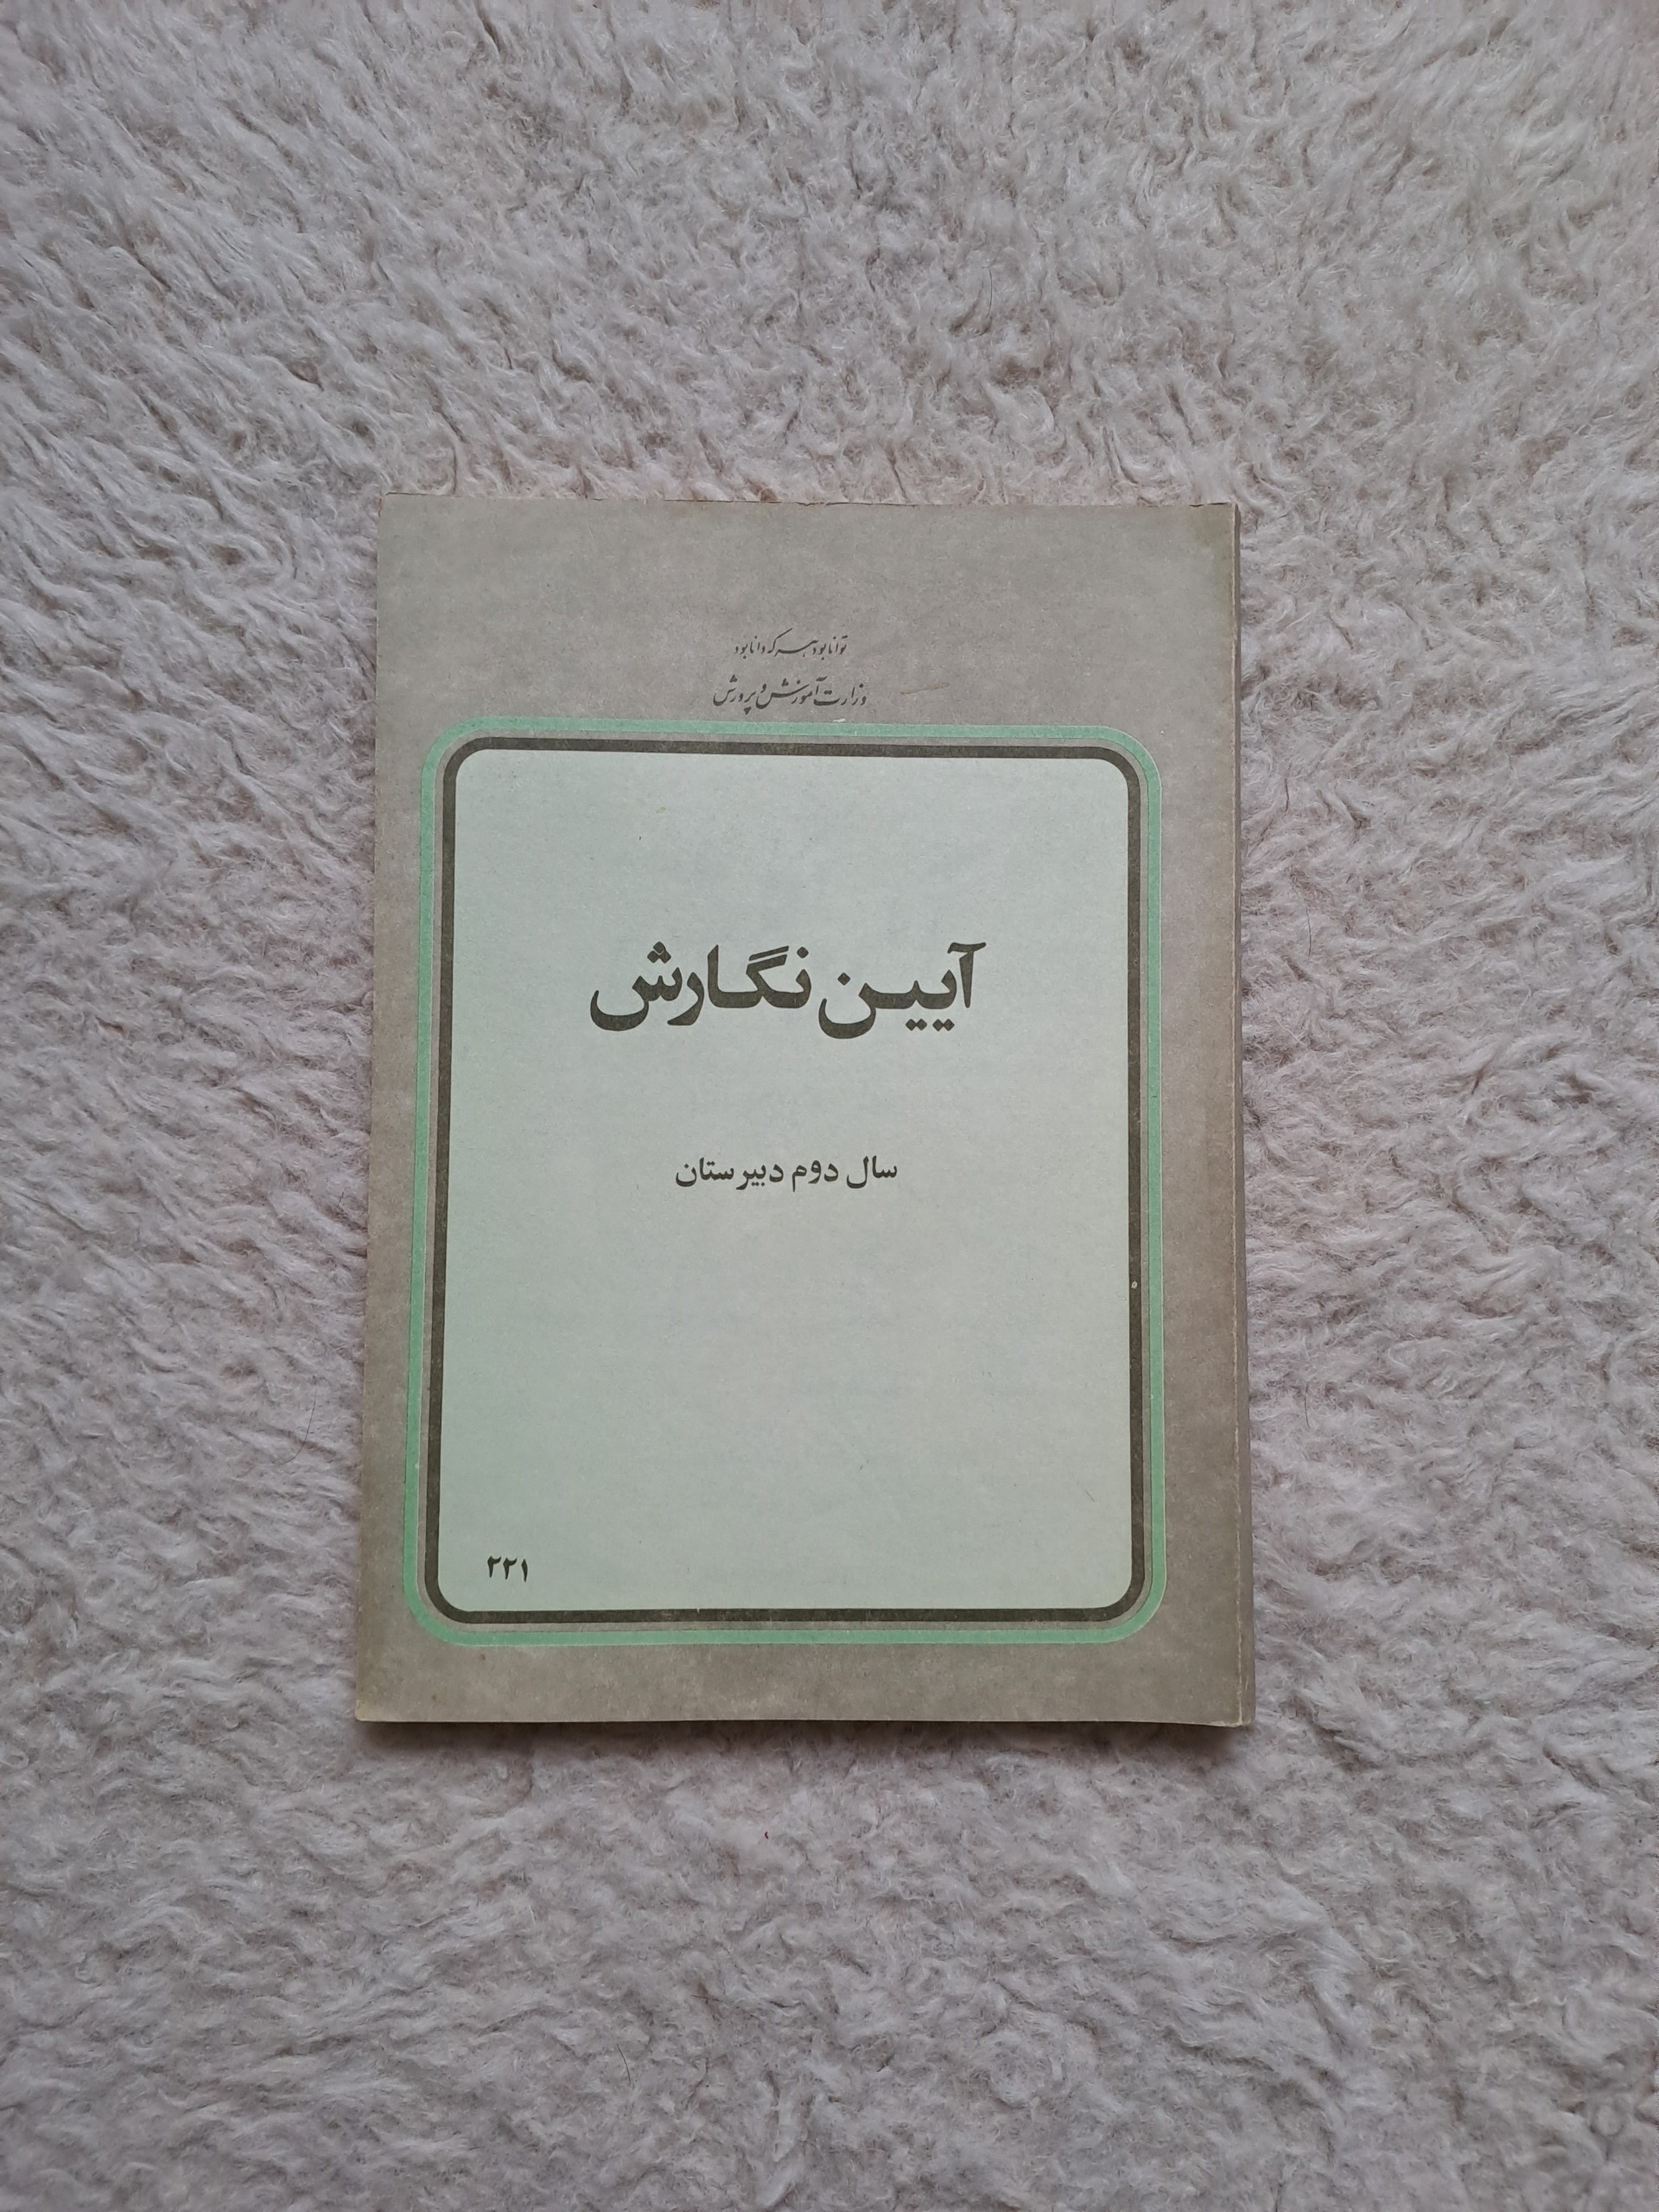 توانا بود هر که دانا بود
وزارت آموزش و پرورش
آیین نگارش
سال دوم دبیرستان
۲۲۱